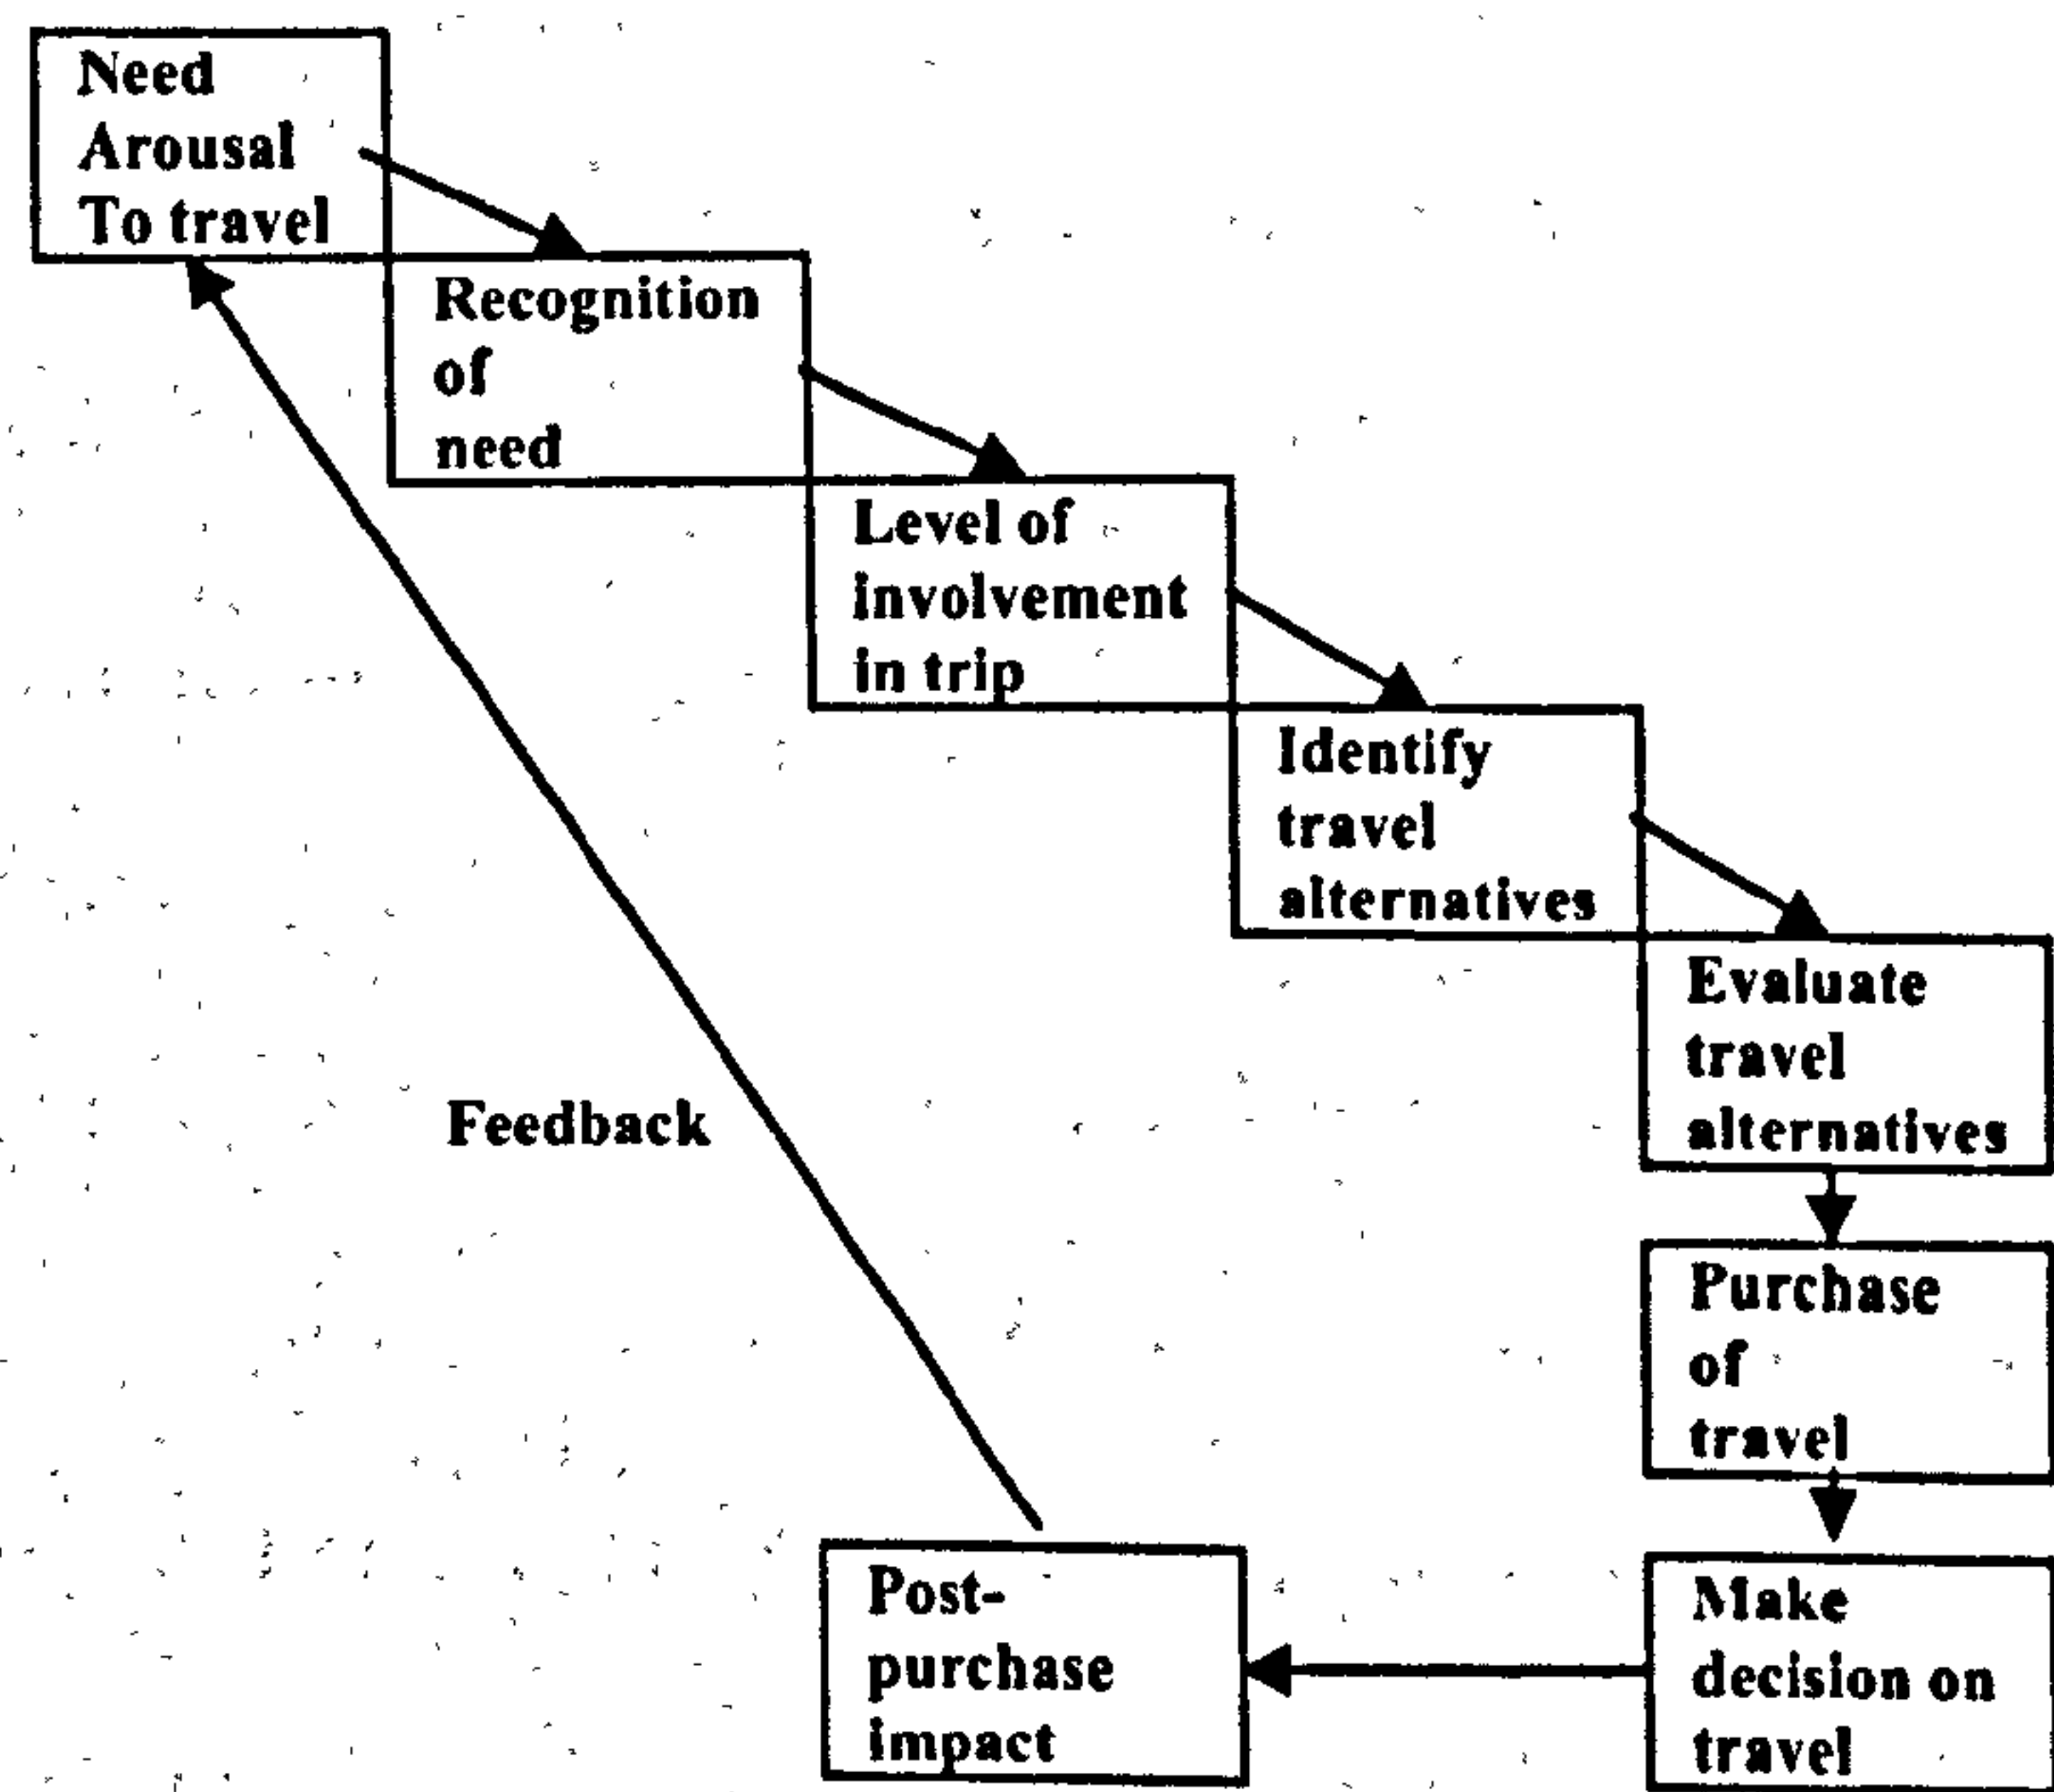 Need
Arousal
To travel
Recognition
of
need
Level of
involvement
in trip
Identify
travel
alternatives
Evaluate
travel
alternatives
Feedback
Purchase
of
travel
Make
decision on
travel
Post-
purchase
impact